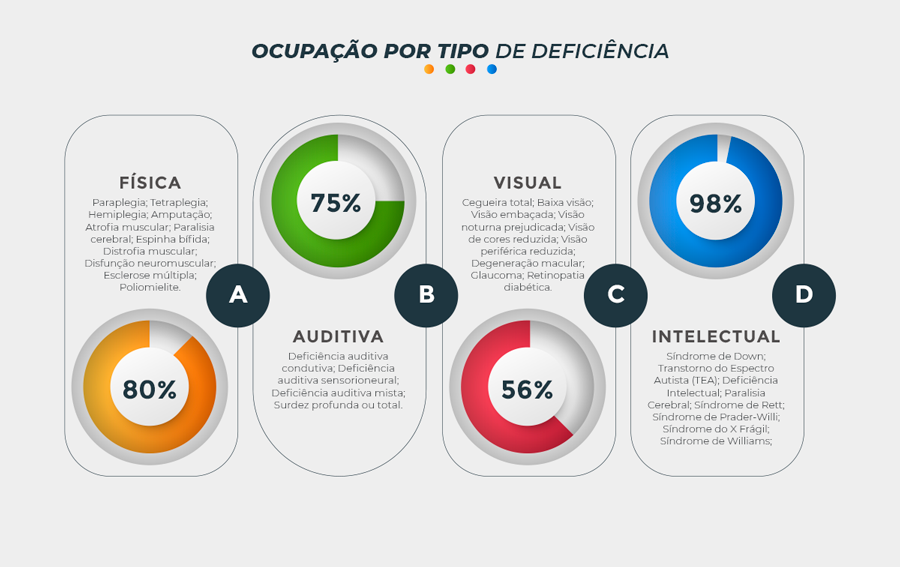 OCUPAÇÃO POR TIPO DE DEFICIÊNCIA
FÍSICA
Paraplegia; Tetraplegia;
Hemiplegia; Amputação;
Atrofia muscular; Paralisia
cerebral; Espinha bífida;
Distrofia muscular;
Disfunção neuromuscular;
Esclerose múltipla;
Poliomielite.
80%
A
75%
AUDITIVA
Deficiência auditiva
condutiva; Deficiência
auditiva sensorioneural;
Deficiência auditiva mista;
Surdez profunda ou total.
B
VISUAL
Cegueira total; Baixa visão;
Visão embaçada; Visão
noturna prejudicada; Visão
de cores reduzida; Visão
periférica reduzida;
Degeneração macular;
Glaucoma; Retinopatia
diabética.
56%
C
98%
INTELECTUAL
Síndrome de Down;
Transtorno do Espectro
Autista (TEA); Deficiência
Intelectual; Paralisia
Cerebral; Síndrome de Rett;
Síndrome de Prader-Willi;
Síndrome do X Frágil;
Síndrome de Williams;
D